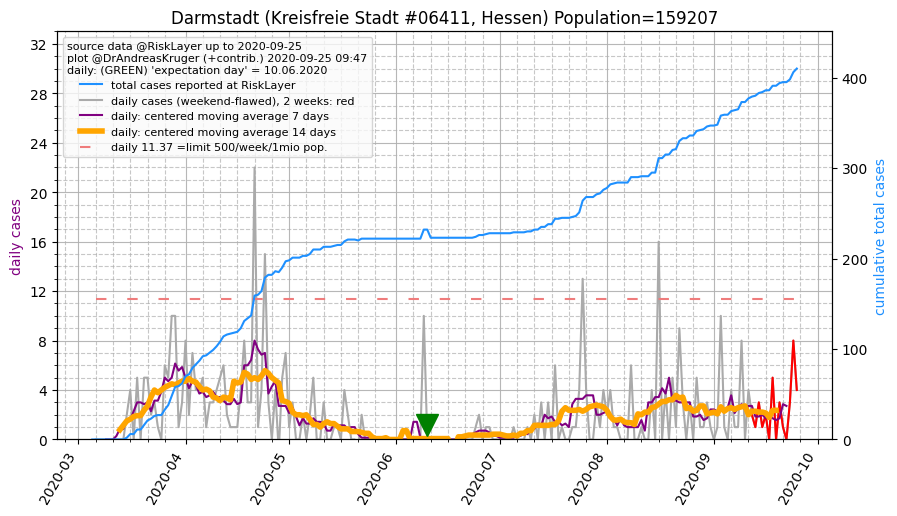 Darmstadt (Kreisfreie Stadt #06411, Hessen) Population=159207
source data @RiskLayer up to 2020-09-25
plot @DrAndreasKruger (+contrib.) 2020-09-25 09:47
daily: (GREEN) 'expectation day' = 10.06.2020
total cases reported at RiskLayer
daily cases (weekend-flawed), 2 weeks: red
daily: centered moving average 7 days
daily: centered moving average 14 days
daily 11.37 =limit 500/week/1mio pop.
daily cases
32
28
24
20
16
12
8
4
0
cumulative total cases
400
300
200
100
0
2020-03
2020-04
2020-05
2020-06
2020-07
2020-08
2020-09
2020-10